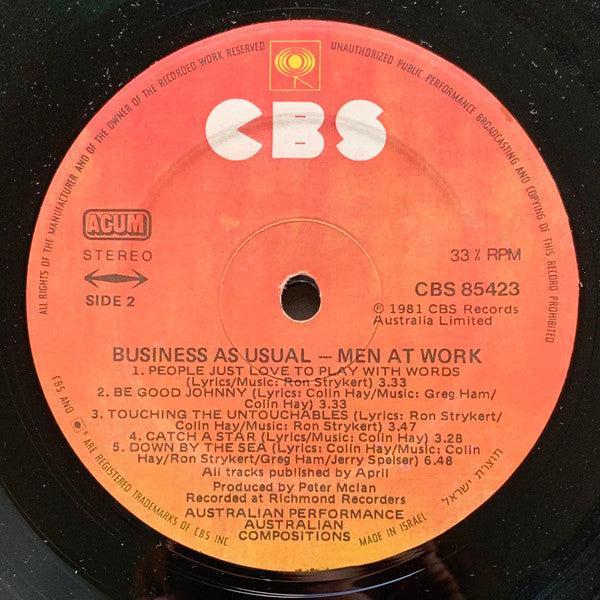 ALL RIGHTS OF THE MANUFACTURER AND OF THE OWNER OF THE RECORDED WORK RESERVED
UNAUTHORIZED PUBLIC PERFORMANCE BROADCASTING AND COPYING OF THIS RECORD PROHIBITED
CBS
ACUM
STEREO
SIDE 2
33⅓ RPM
CBS 85423
℗ 1981 CBS Records
Australia Limited
BUSINESS AS USUAL — MEN AT WORK
1. PEOPLE JUST LOVE TO PLAY WITH WORDS
(Lyrics/Music: Ron Strykert) 3.33
2. BE GOOD JOHNNY (Lyrics: Colin Hay/Music: Greg Ham/
Colin Hay) 3.33
3. TOUCHING THE UNTOUCHABLES (Lyrics: Ron Strykert/
Colin Hay/Music: Ron Strykert) 3.47
4. CATCH A STAR (Lyrics/Music: Colin Hay) 3.28
5. DOWN BY THE SEA (Lyrics: Colin Hay/Music: Colin
Hay/Ron Strykert/Greg Ham/Jerry Speiser) 6.48
All tracks published by April
Produced by Peter McIan
Recorded at Richmond Recorders
AUSTRALIAN PERFORMANCE
AUSTRALIAN
COMPOSITIONS
CBS AND ARE REGISTERED TRADEMARKS OF CBS INC
MADE IN ISRAEL
תוצרת ישראל